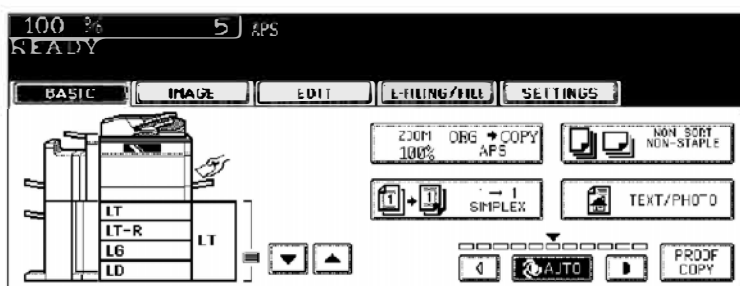 100 % 5 APS
READY
BASIC IMAGE EDIT E-FILING/FILE SETTINGS
ZOOM ORG → COPY
100% APS
NON SORT
NON-STAPLE
1 → 1
SIMPLEX
TEXT/PHOTO
LT
LT-R
LG
LD
LT
AUTO
PROOF
COPY